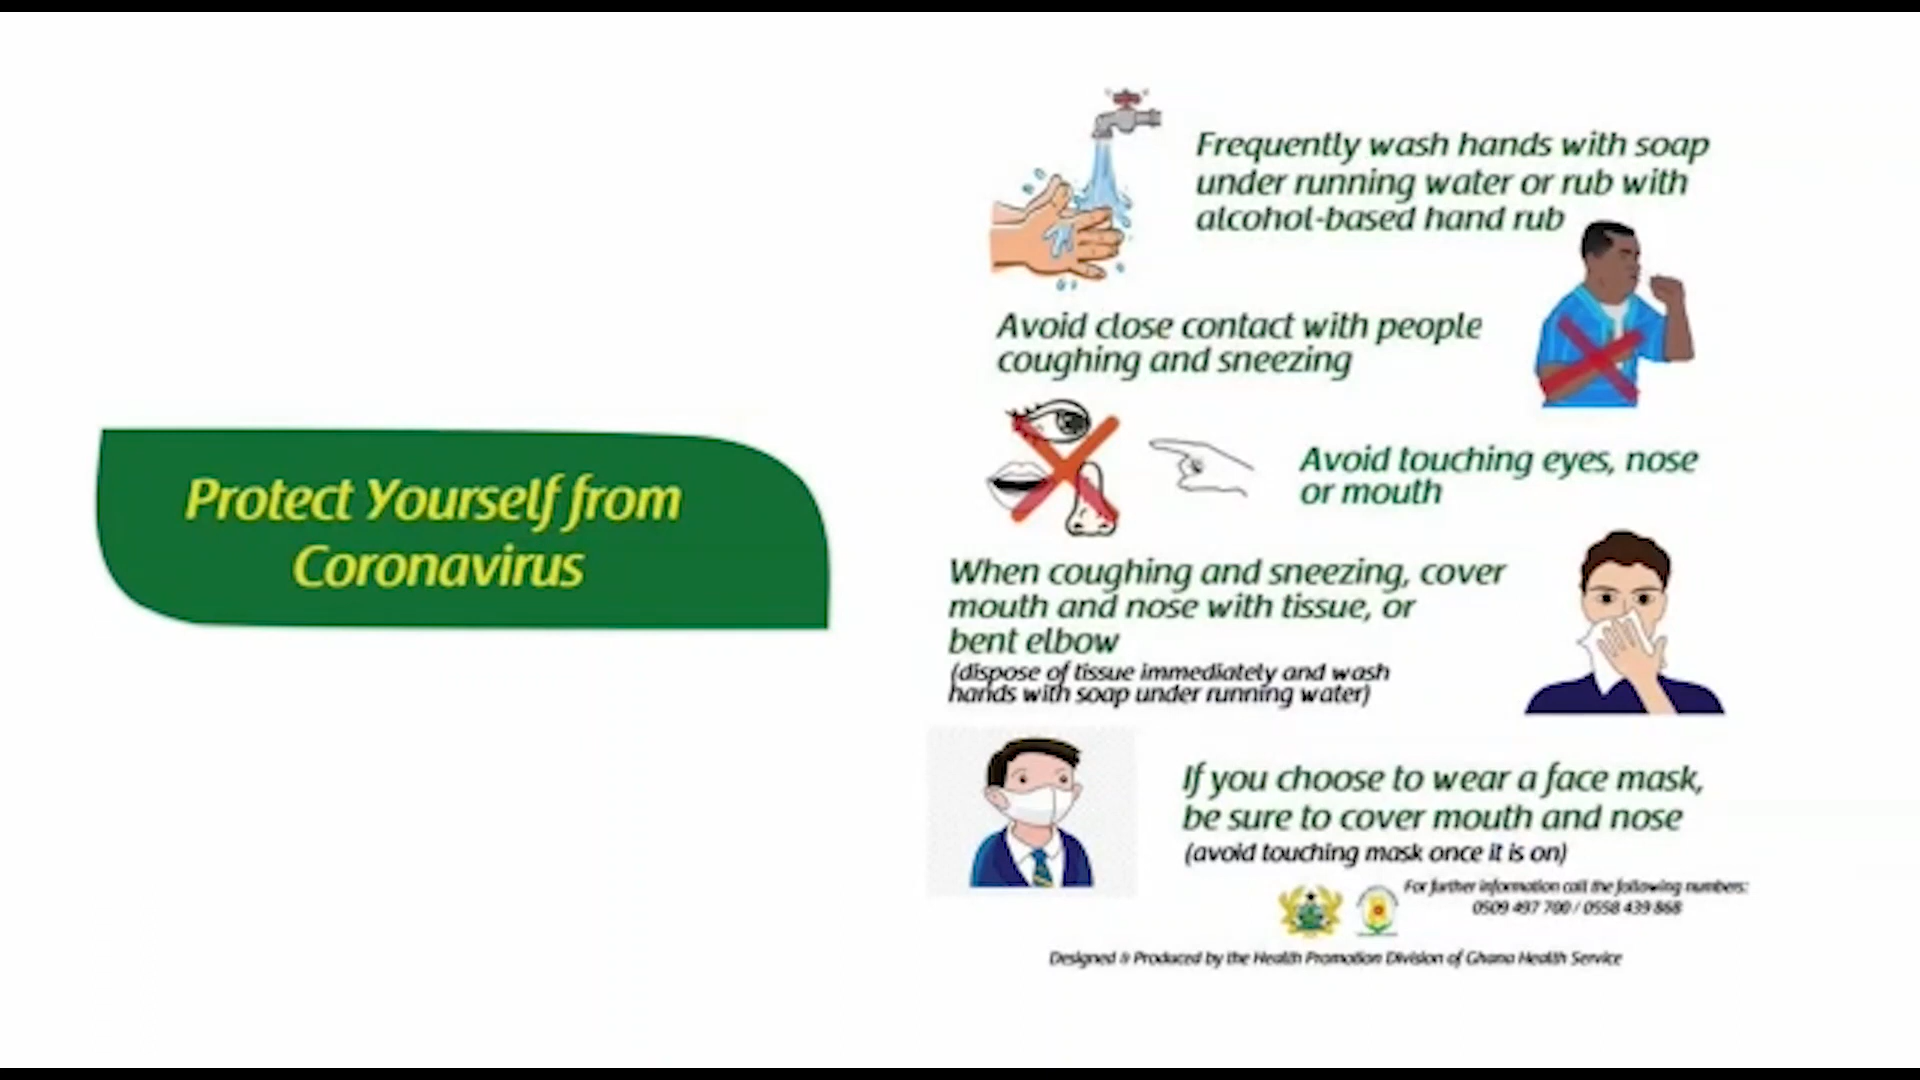 Protect Yourself from
Coronavirus
Frequently wash hands with soap
under running water or rub with
alcohol-based hand rub
Avoid close contact with people
coughing and sneezing
Avoid touching eyes, nose
or mouth
When coughing and sneezing, cover
mouth and nose with tissue, or
bent elbow
(dispose of tissue immediately and wash
hands with soap under running water)
If you choose to wear a face mask,
be sure to cover mouth and nose
(avoid touching mask once it is on)
For further information call the following numbers:
0509 497 700 / 0558 439 868
Designed & Produced by the Health Promotion Division of Ghana Health Service